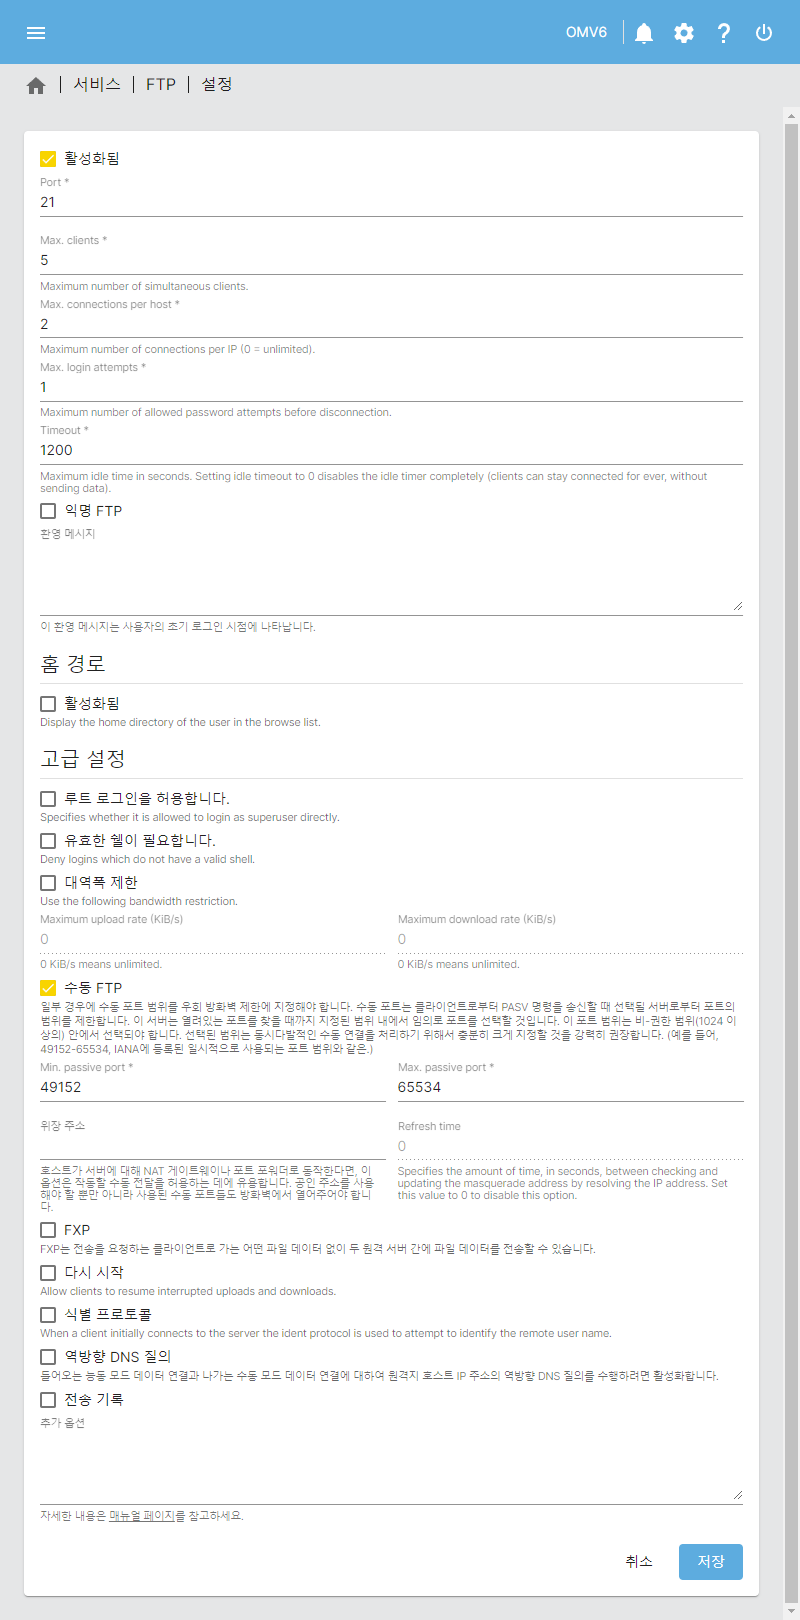 OMV6
서비스 | FTP | 설정
활성화됨
Port *
21
Max. clients *
5
Maximum number of simultaneous clients.
Max. connections per host *
2
Maximum number of connections per IP (0 = unlimited).
Max. login attempts *
1
Maximum number of allowed password attempts before disconnection.
Timeout *
1200
Maximum idle time in seconds. Setting idle timeout to 0 disables the idle timer completely (clients can stay connected for ever, without
sending data).
익명 FTP
환영 메시지
이 환영 메시지는 사용자의 초기 로그인 시점에 나타납니다.
홈 경로
활성화됨
Display the home directory of the user in the browse list.
고급 설정
루트 로그인을 허용합니다.
Specifies whether it is allowed to login as superuser directly.
유효한 쉘이 필요합니다.
Deny logins which do not have a valid shell.
대역폭 제한
Use the following bandwidth restriction.
Maximum upload rate (KiB/s)
0
0 KiB/s means unlimited.
Maximum download rate (KiB/s)
0
0 KiB/s means unlimited.
수동 FTP
일부 경우에 수동 포트 범위를 우회 방화벽 제한에 지정해야 합니다. 수동 포트는 클라이언트로부터 PASV 명령을 송신할 때 선택될 서버로부터 포트의
범위를 제한합니다. 이 서버는 열려있는 포트를 찾을 때까지 지정된 범위 내에서 임의로 포트를 선택할 것입니다. 이 포트 범위는 비-권한 범위(1024 이
상의) 안에서 선택되야 합니다. 선택된 범위는 동시다발적인 수동 연결을 처리하기 위해서 충분히 크게 지정할 것을 강력히 권장합니다. (예를 들어,
49152-65534, IANA에 등록된 일시적으로 사용되는 포트 범위와 같은.)
Min. passive port *
49152
Max. passive port *
65534
위장 주소
호스트가 서버에 대해 NAT 게이트웨이나 포트 포워더로 동작한다면, 이
옵션은 작동할 수동 전달을 허용하는 데에 유용합니다. 공인 주소를 사용
해야 할 뿐만 아니라 사용된 수동 포트들도 방화벽에서 열어주어야 합니
다.
Refresh time
0
Specifies the amount of time, in seconds, between checking and
updating the masquerade address by resolving the IP address. Set
this value to 0 to disable this option.
FXP
FXP는 전송을 요청하는 클라이언트로 가는 어떤 파일 데이터 없이 두 원격 서버 간에 파일 데이터를 전송할 수 있습니다.
다시 시작
Allow clients to resume interrupted uploads and downloads.
식별 프로토콜
When a client initially connects to the server the ident protocol is used to attempt to identify the remote user name.
역방향 DNS 질의
들어오는 능동 모드 데이터 연결과 나가는 수동 모드 데이터 연결에 대하여 원격지 호스트 IP 주소의 역방향 DNS 질의를 수행하려면 활성화합니다.
전송 기록
추가 옵션
자세한 내용은 매뉴얼 페이지를 참고하세요.
취소
저장